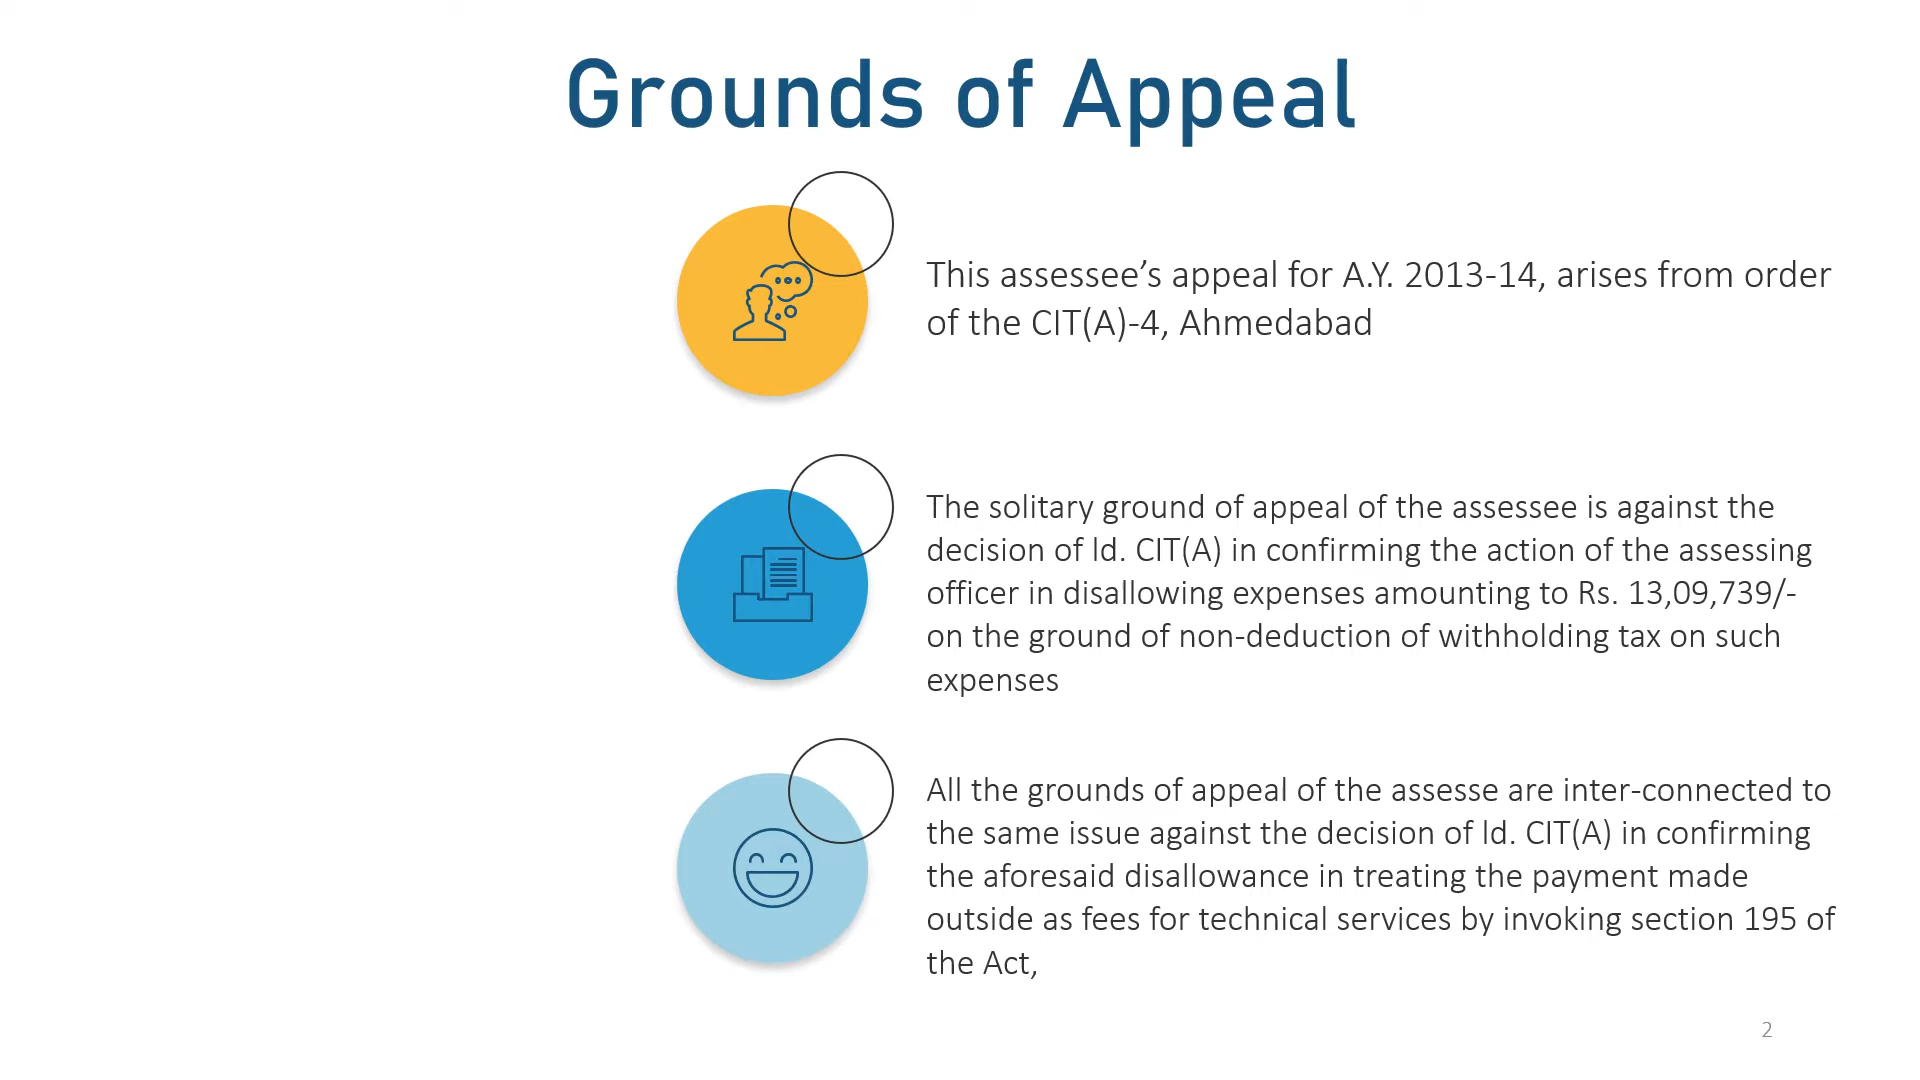 Grounds of Appeal
This assessee’s appeal for A.Y. 2013-14, arises from order
of the CIT(A)-4, Ahmedabad
The solitary ground of appeal of the assessee is against the
decision of ld. CIT(A) in confirming the action of the assessing
officer in disallowing expenses amounting to Rs. 13,09,739/-
on the ground of non-deduction of withholding tax on such
expenses
All the grounds of appeal of the assesse are inter-connected to
the same issue against the decision of ld. CIT(A) in confirming
the aforesaid disallowance in treating the payment made
outside as fees for technical services by invoking section 195 of
the Act,
2